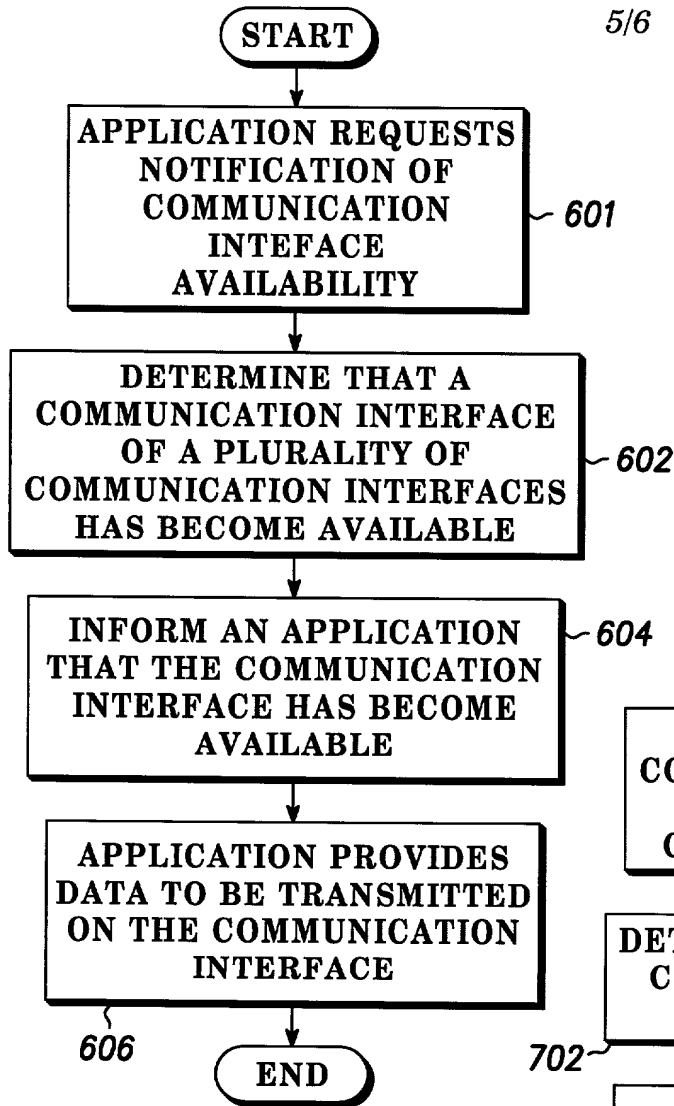 5/6
START
APPLICATION REQUESTS
NOTIFICATION OF
COMMUNICATION
INTEFACE
AVAILABILITY
601
DETERMINE THAT A
COMMUNICATION INTERFACE
OF A PLURALITY OF
COMMUNICATION INTERFACES
HAS BECOME AVAILABLE
602
INFORM AN APPLICATION
THAT THE COMMUNICATION
INTERFACE HAS BECOME
AVAILABLE
604
APPLICATION PROVIDES
DATA TO BE TRANSMITTED
ON THE COMMUNICATION
INTERFACE
606
END
702